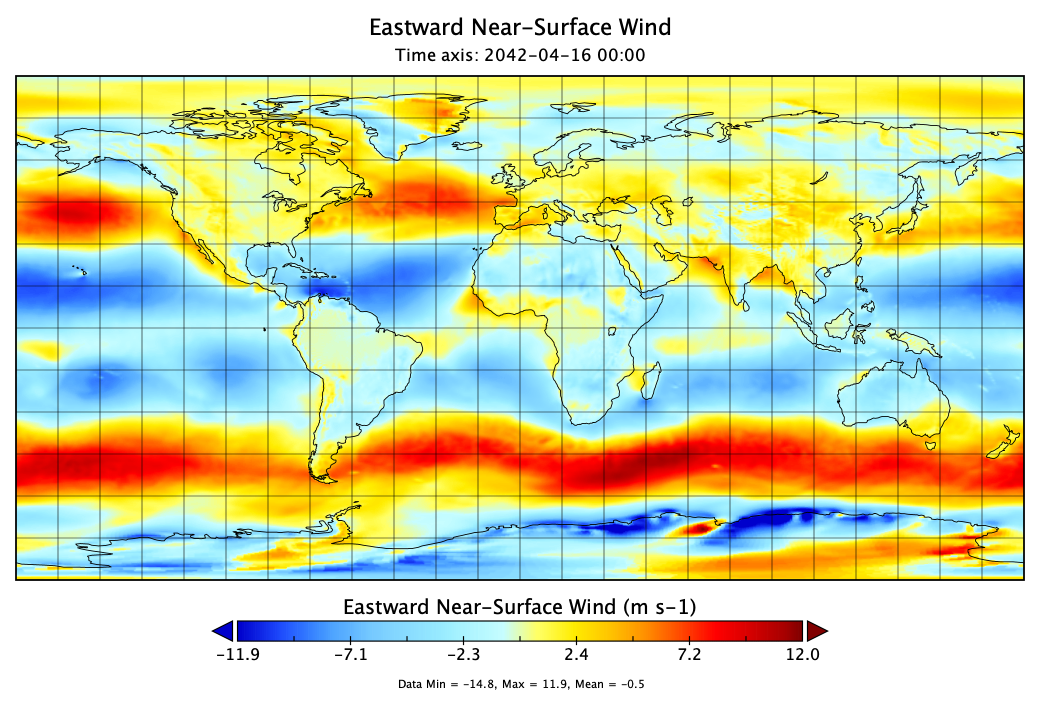 Eastward Near-Surface Wind
Time axis: 2042-04-16 00:00
Eastward Near-Surface Wind (m s-1)
-11.9 -7.1 -2.3 2.4 7.2 12.0
Data Min = -14.8, Max = 11.9, Mean = -0.5